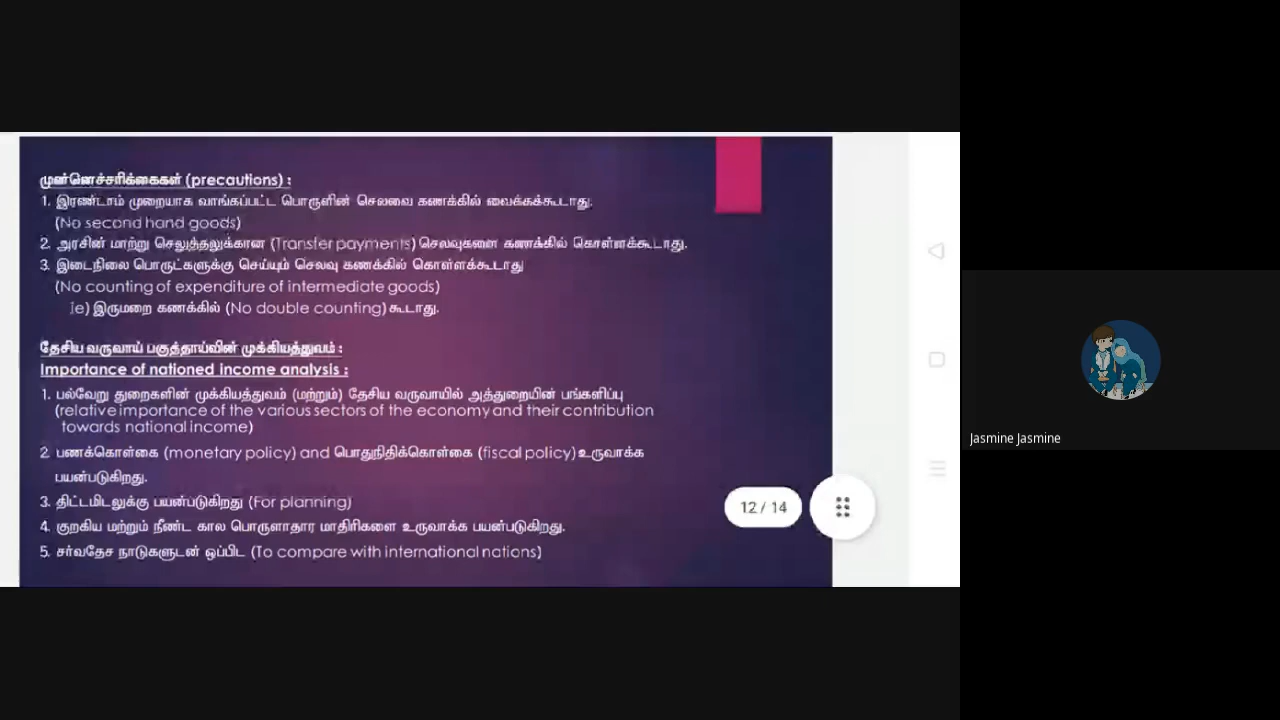 முன்னெச்சரிக்கைகள் (precautions) :
1. இரண்டாம் முறையாக வாங்கப்பட்ட பொருளின் செலவை கணக்கில் வைக்கக்கூடாது.
(No second hand goods)
2. அரசின் மாற்று செலுத்தலுக்கான (Transfer payments) செலவுகளை கணக்கில் கொள்ளக்கூடாது.
3. இடைநிலை பொருட்களுக்கு செய்யும் செலவு கணக்கில் கொள்ளக்கூடாது
(No counting of expenditure of intermediate goods)
ie) இருமறை கணக்கில் (No double counting) கூடாது.
தேசிய வருவாய் பகுத்தாய்வின் முக்கியத்துவம் :
Importance of nationed income analysis :
1. பல்வேறு துறைகளின் முக்கியத்துவம் (மற்றும்) தேசிய வருவாயில் அத்துறையின் பங்களிப்பு
(relative importance of the various sectors of the economy and their contribution
towards national income)
2. பணக்கொள்கை (monetary policy) and பொதுநிதிக்கொள்கை (fiscal policy) உருவாக்க
பயன்படுகிறது.
3. திட்டமிடலுக்கு பயன்படுகிறது (For planning)
4. குறகிய மற்றும் நீண்ட கால பொருளாதார மாதிரிகளை உருவாக்க பயன்படுகிறது.
5. சர்வதேச நாடுகளுடன் ஒப்பிட (To compare with international nations)
12 / 14
Jasmine Jasmine